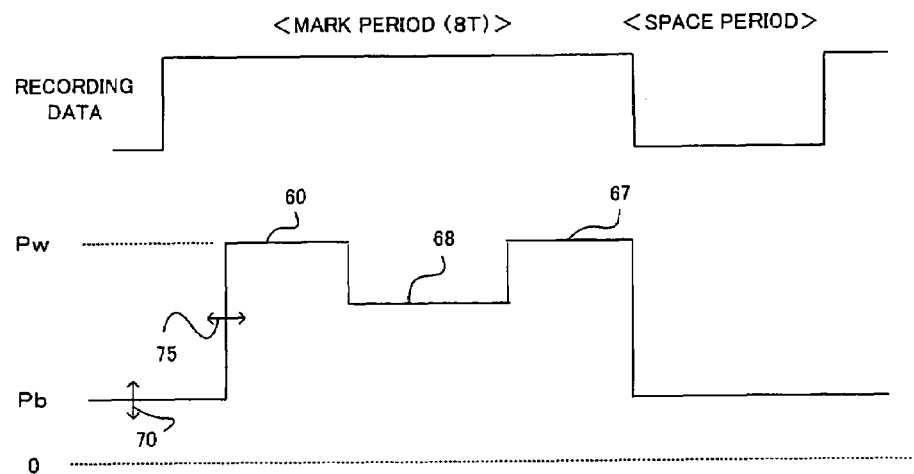 <MARK PERIOD (8T)>
<SPACE PERIOD>
RECORDING
DATA
60
67
68
Pw
75
Pb
70
0